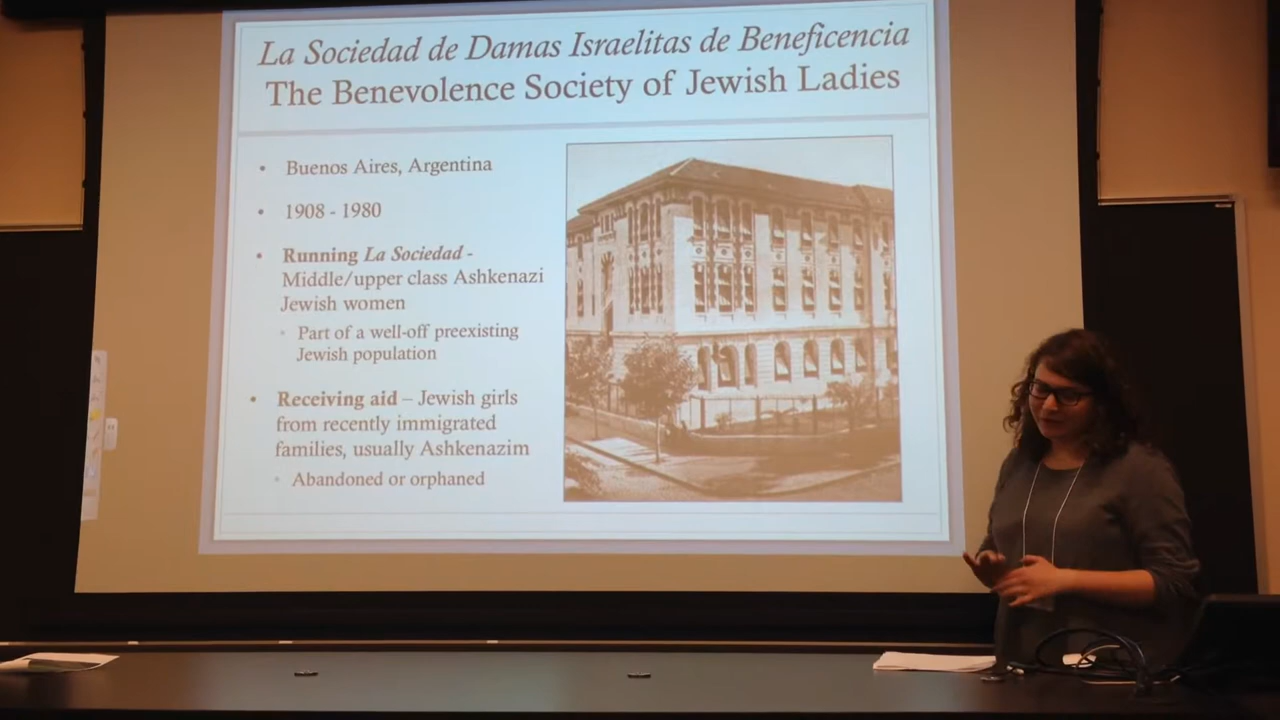 La Sociedad de Damas Israelitas de Beneficencia
The Benevolence Society of Jewish Ladies
• Buenos Aires, Argentina
• 1908 - 1980
• Running La Sociedad -
Middle/upper class Ashkenazi
Jewish women
• Part of a well-off preexisting
Jewish population
• Receiving aid – Jewish girls
from recently immigrated
families, usually Ashkenazim
• Abandoned or orphaned